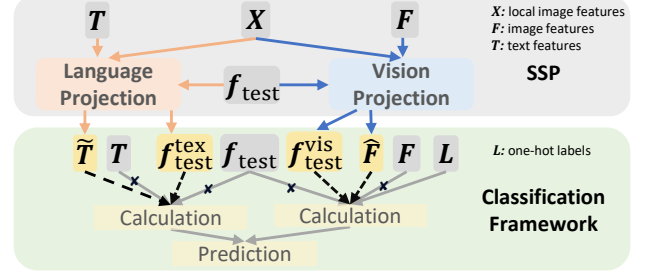 T X F
X: local image features
F: image features
T: text features
SSP
Language
Projection
f_test
Vision
Projection
T̃ T f_test^tex f_test f_test^vis F̂ F L
L: one-hot labels
Calculation Calculation
Classification
Framework
Prediction